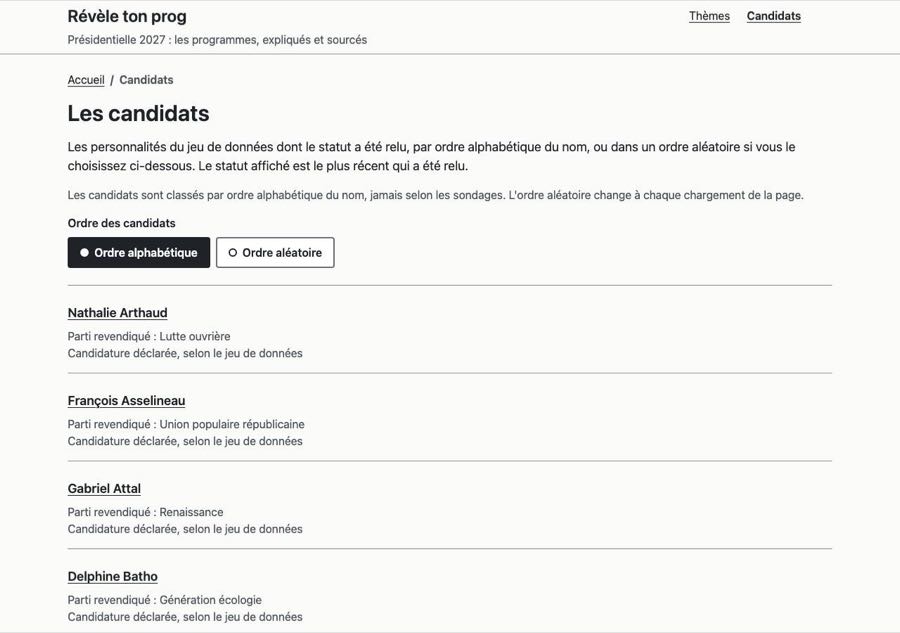 Révèle ton prog
Thèmes
Candidats
Présidentielle 2027 : les programmes, expliqués et sourcés
Accueil / Candidats
Les candidats
Les personnalités du jeu de données dont le statut a été relu, par ordre alphabétique du nom, ou dans un ordre aléatoire si vous le
choisissez ci-dessous. Le statut affiché est le plus récent qui a été relu.
Les candidats sont classés par ordre alphabétique du nom, jamais selon les sondages. L'ordre aléatoire change à chaque chargement de la page.
Ordre des candidats
Ordre alphabétique
Ordre aléatoire
Nathalie Arthaud
Parti revendiqué : Lutte ouvrière
Candidature déclarée, selon le jeu de données
François Asselineau
Parti revendiqué : Union populaire républicaine
Candidature déclarée, selon le jeu de données
Gabriel Attal
Parti revendiqué : Renaissance
Candidature déclarée, selon le jeu de données
Delphine Batho
Parti revendiqué : Génération écologie
Candidature déclarée, selon le jeu de données